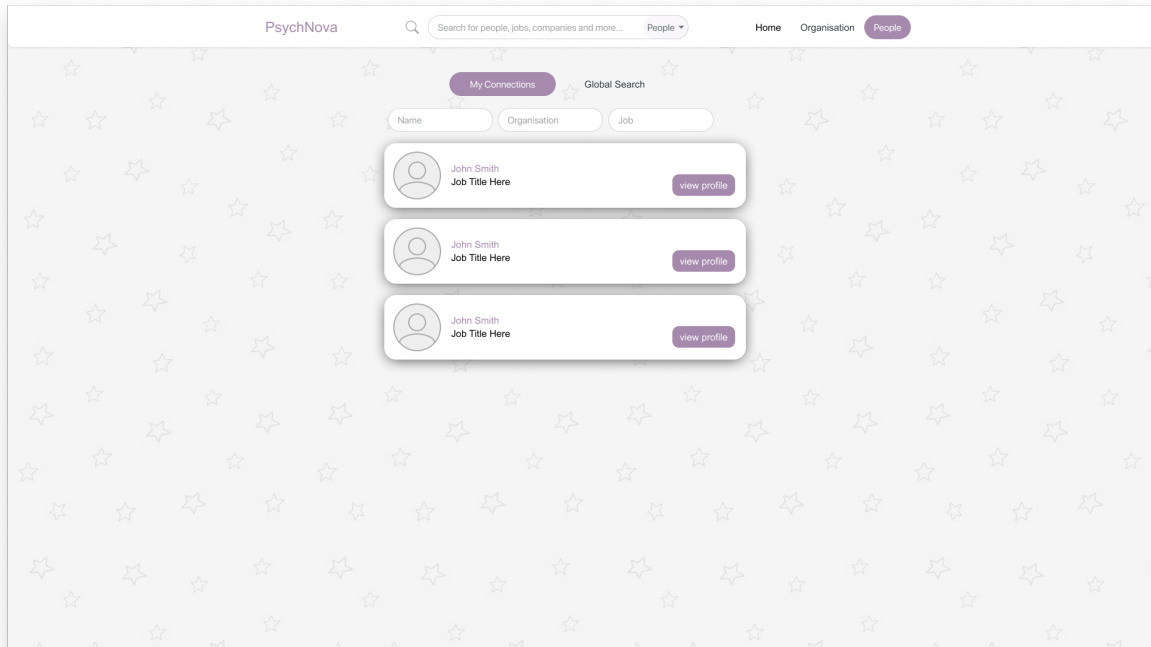 PsychNova
Search for people, jobs, companies and more... People
Home Organisation People
My Connections Global Search
Name Organisation Job
John Smith
Job Title Here
view profile
John Smith
Job Title Here
view profile
John Smith
Job Title Here
view profile